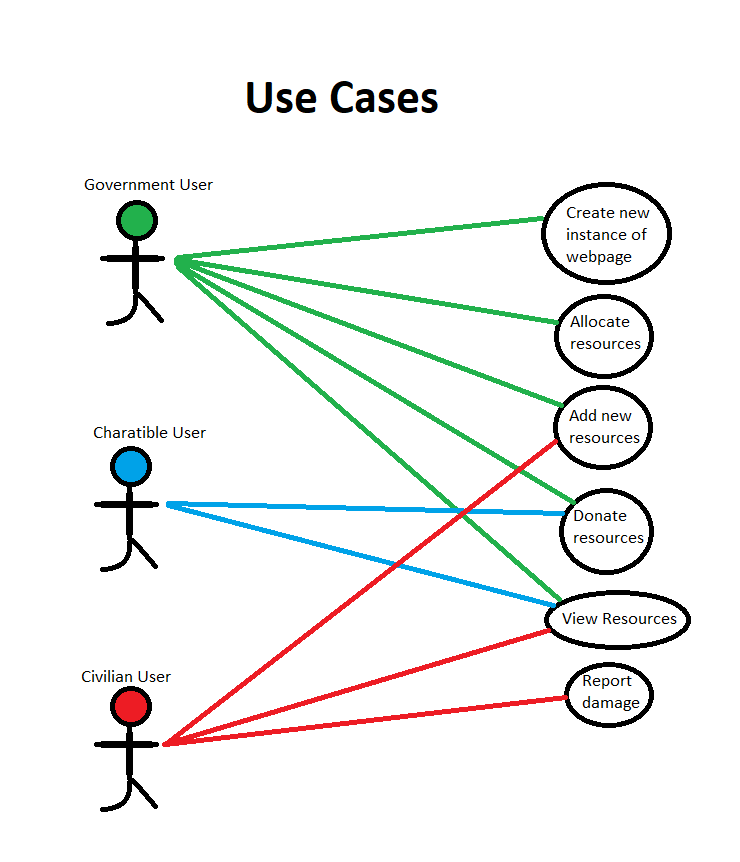 Use Cases
Government User
Create new
instance of
webpage
Allocate
resources
Add new
resources
Charatible User
Donate
resources
View Resources
Civilian User
Report
damage